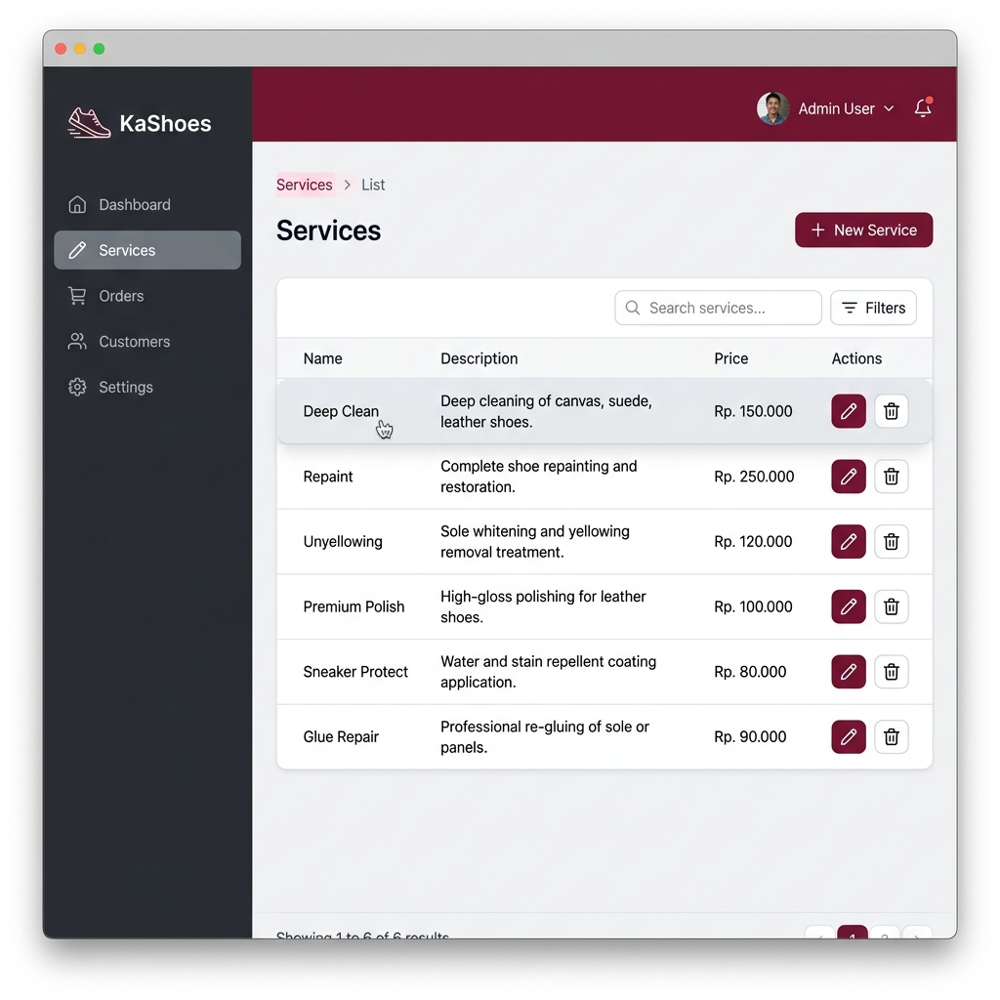 KaShoes
Admin User
Dashboard
Services
Orders
Customers
Settings
Services > List
Services
+ New Service
Search services...
Filters
Name Description Price Actions
Deep Clean
Deep cleaning of canvas, suede,
leather shoes.
Rp. 150.000
Repaint
Complete shoe repainting and
restoration.
Rp. 250.000
Unyellowing
Sole whitening and yellowing
removal treatment.
Rp. 120.000
Premium Polish
High-gloss polishing for leather
shoes.
Rp. 100.000
Sneaker Protect
Water and stain repellent coating
application.
Rp. 80.000
Glue Repair
Professional re-gluing of sole or
panels.
Rp. 90.000
Showing 1 to 6 of 6 results
1 2